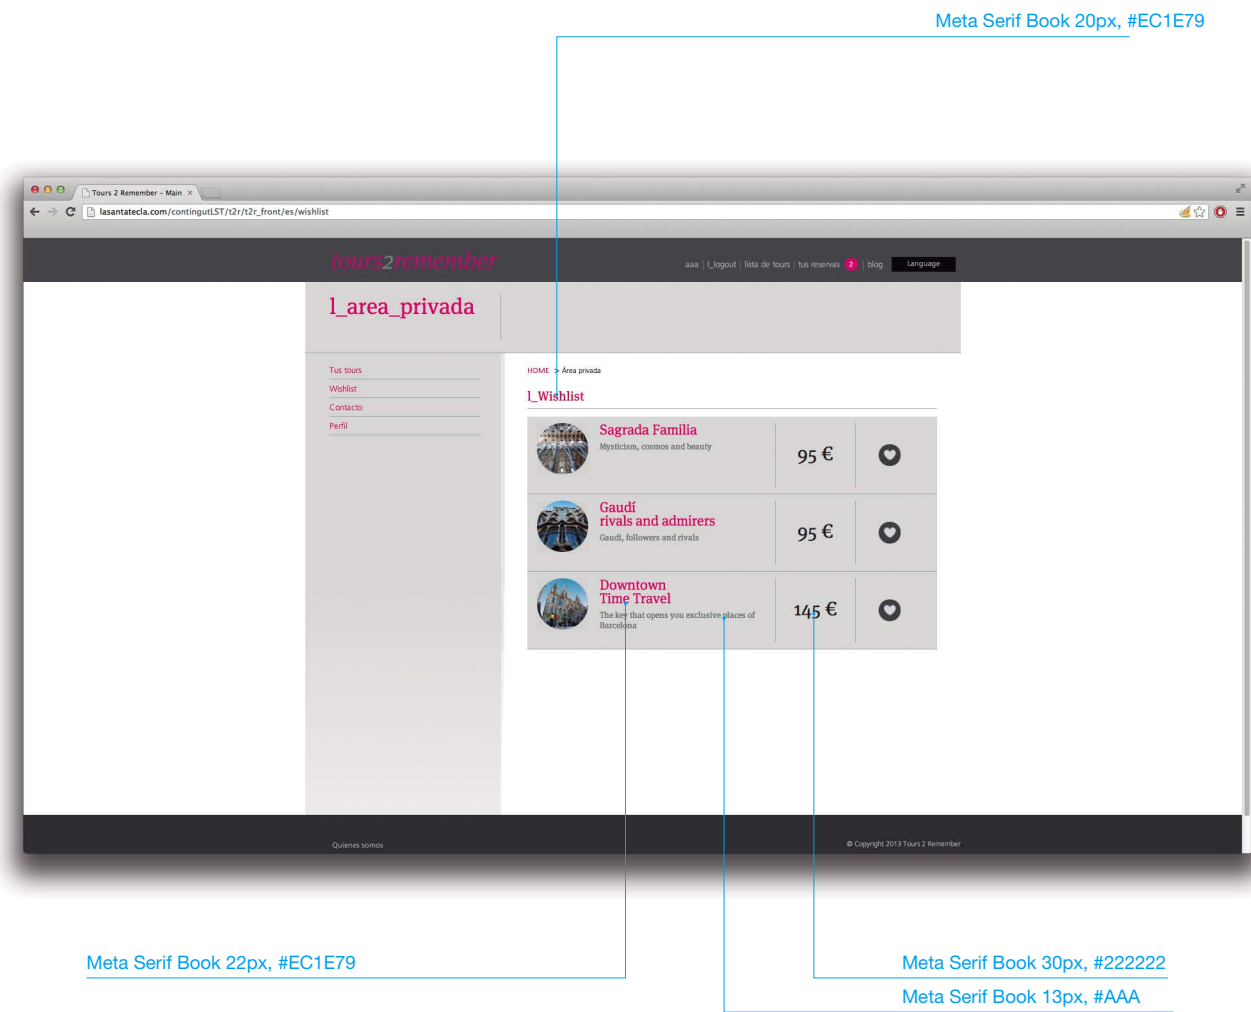 Meta Serif Book 20px, #EC1E79
Tours 2 Remember - Main ×
lasantatecla.com/contingutLST/t2r/t2r_front/es/wishlist
tours2remember
aaa | l_logout | lista de tours | tus reservas 2 | blog Language
l_area_privada
Tus tours
Wishlist
Contacto
Perfil
HOME > Área privada
l_Wishlist
Sagrada Familia
Mysticism, cosmos and beauty
95 €
Gaudí
rivals and admirers
Gaudí, followers and rivals
95 €
Downtown
Time Travel
The key that opens you exclusive places of
Barcelona
145 €
Quienes somos
© Copyright 2013 Tours 2 Remember
Meta Serif Book 22px, #EC1E79
Meta Serif Book 30px, #222222
Meta Serif Book 13px, #AAA